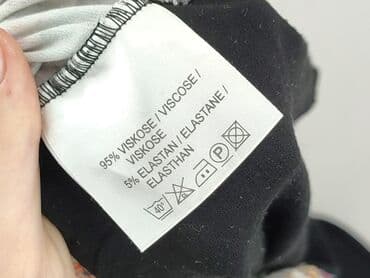 95% VISKOSE / VISCOSE /
VISKOSE
5% ELASTAN / ELASTANE /
ELASTHAN
40° P